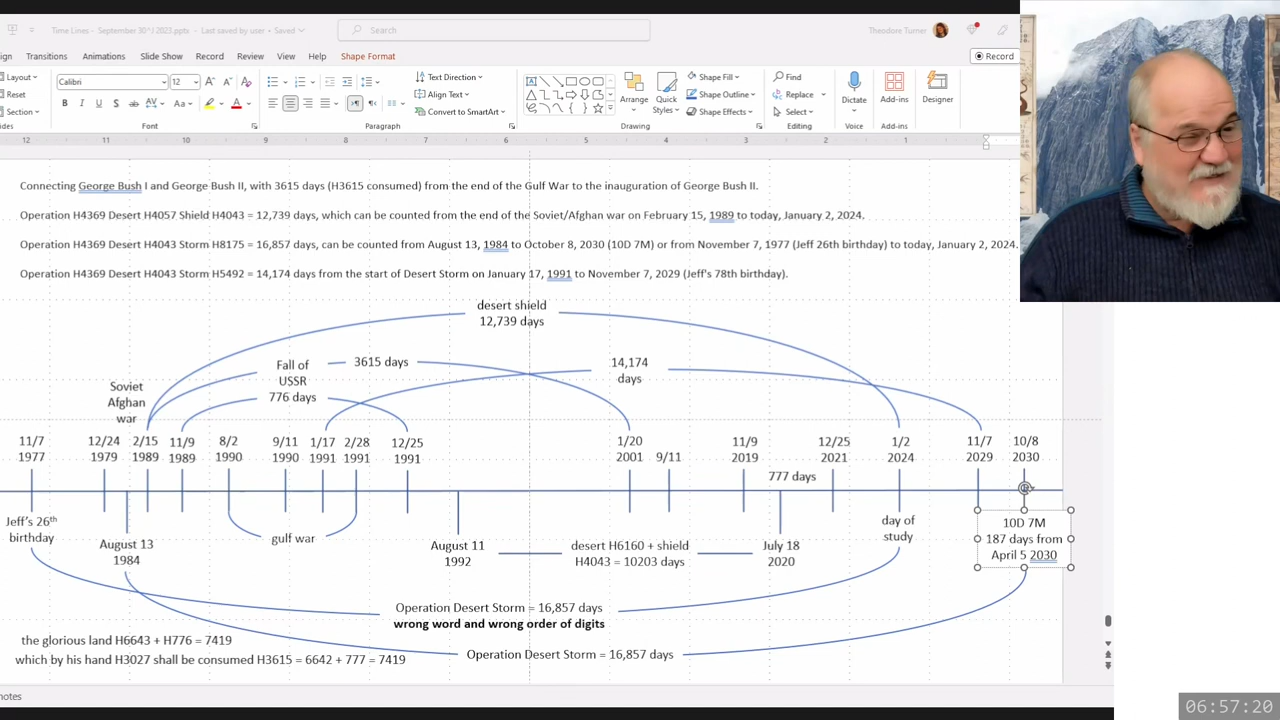 Time Lines - September 30^J 2023.ppts • Last saved by user • Saved
Search
Theodore Turner
ign Transitions Animations Slide Show Record Review View Help Shape Format
Record
Layout
Reset
Section
Calibri 12
Text Direction
Align Text
Convert to SmartArt
Arrange
Quick Styles
Shape Fill
Shape Outline
Shape Effects
Find
Replace
Select
Dictate
Add-ins
Designer
Font Paragraph Drawing Editing Voice Add-ins
12 11 10 9 8 7 6 5 4 3 2 1
Connecting George Bush I and George Bush II, with 3615 days (H3615 consumed) from the end of the Gulf War to the inauguration of George Bush II.
Operation H4369 Desert H4057 Shield H4043 = 12,739 days, which can be counted from the end of the Soviet/Afghan war on February 15, 1989 to today, January 2, 2024.
Operation H4369 Desert H4043 Storm H8175 = 16,857 days, can be counted from August 13, 1984 to October 8, 2030 (10D 7M) or from November 7, 1977 (Jeff 26th birthday) to today, January 2, 2024.
Operation H4369 Desert H4043 Storm H5492 = 14,174 days from the start of Desert Storm on January 17, 1991 to November 7, 2029 (Jeff's 78th birthday).
desert shield
12,739 days
Fall of
USSR
776 days
3615 days
14,174
days
Soviet
Afghan
war
11/7
1977
12/24
1979
2/15
1989
11/9
1989
8/2
1990
9/11
1990
1/17
1991
2/28
1991
12/25
1991
1/20
2001
9/11
11/9
2019
12/25
2021
1/2
2024
11/7
2029
10/8
2030
777 days
Jeff's 26th
birthday
August 13
1984
gulf war
August 11
1992
desert H6160 + shield
H4043 = 10203 days
July 18
2020
day of
study
10D 7M
187 days from
April 5 2030
Operation Desert Storm = 16,857 days
wrong word and wrong order of digits
the glorious land H6643 + H776 = 7419
which by his hand H3027 shall be consumed H3615 = 6642 + 777 = 7419
Operation Desert Storm = 16,857 days
notes
06:57:20